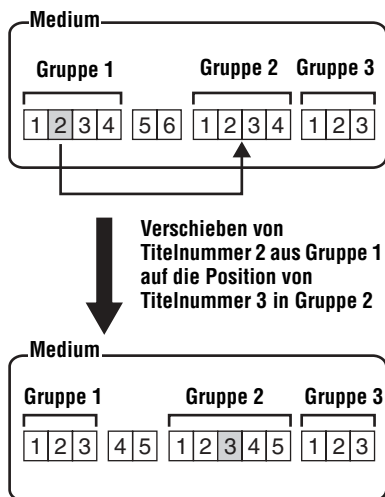 Medium
Gruppe 1 Gruppe 2 Gruppe 3
1 2 3 4 5 6 1 2 3 4 1 2 3
Verschieben von
Titelnummer 2 aus Gruppe 1
auf die Position von
Titelnummer 3 in Gruppe 2
Medium
Gruppe 1 Gruppe 2 Gruppe 3
1 2 3 4 5 1 2 3 4 5 1 2 3